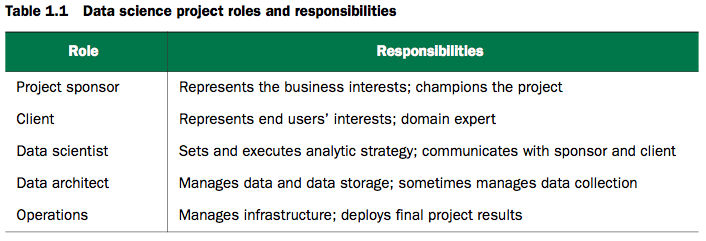 Table 1.1 Data science project roles and responsibilities
Role Responsibilities
Project sponsor Represents the business interests; champions the project
Client Represents end users’ interests; domain expert
Data scientist Sets and executes analytic strategy; communicates with sponsor and client
Data architect Manages data and data storage; sometimes manages data collection
Operations Manages infrastructure; deploys final project results